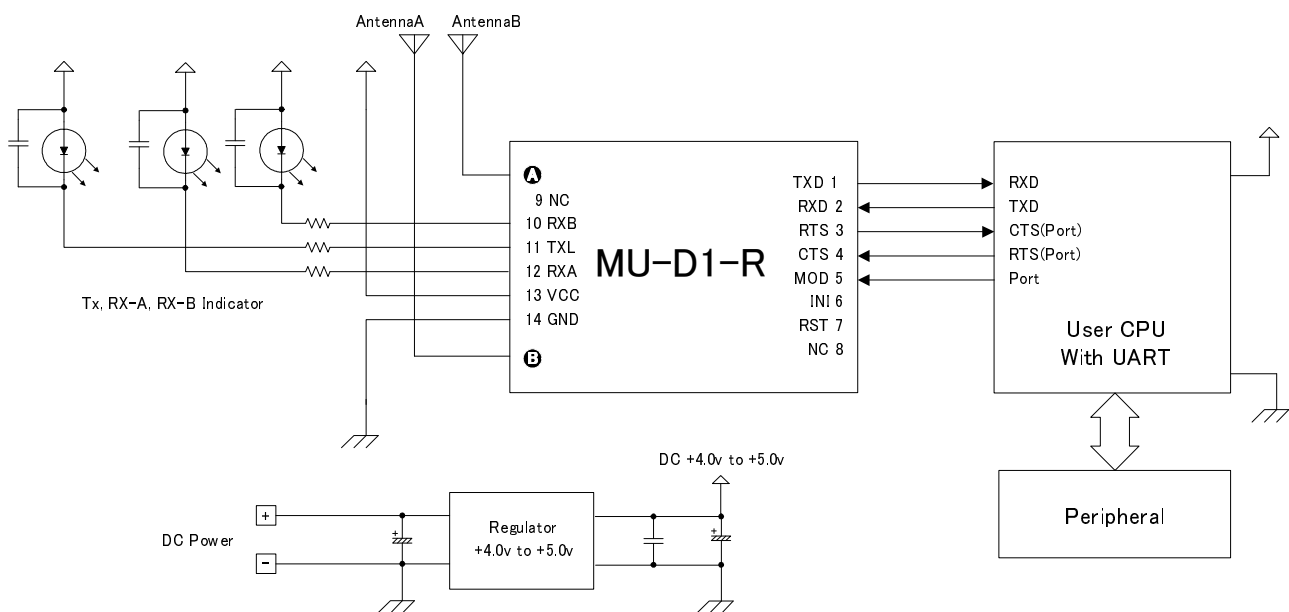 AntennaA
AntennaB
A
9 NC
10 RXB
11 TXL
12 RXA
13 VCC
14 GND
B
MU-D1-R
TXD 1
RXD 2
RTS 3
CTS 4
MOD 5
INI 6
RST 7
NC 8
RXD
TXD
CTS(Port)
RTS(Port)
Port
User CPU
With UART
Tx, RX-A, RX-B Indicator
DC +4.0v to +5.0v
DC Power
+
-
+
Regulator
+4.0v to +5.0v
+
Peripheral